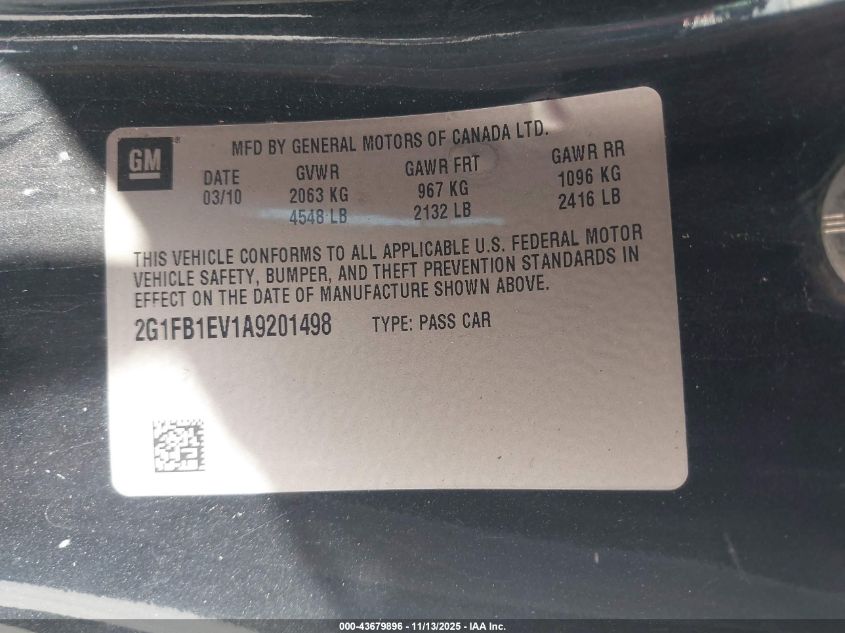 GM
MFD BY GENERAL MOTORS OF CANADA LTD.
DATE GVWR GAWR FRT GAWR RR
03/10 2063 KG 967 KG 1096 KG
4548 LB 2132 LB 2416 LB
THIS VEHICLE CONFORMS TO ALL APPLICABLE U.S. FEDERAL MOTOR
VEHICLE SAFETY, BUMPER, AND THEFT PREVENTION STANDARDS IN
EFFECT ON THE DATE OF MANUFACTURE SHOWN ABOVE.
2G1FB1EV1A9201498 TYPE: PASS CAR
000-43679896 - 11/13/2025 - IAA Inc.